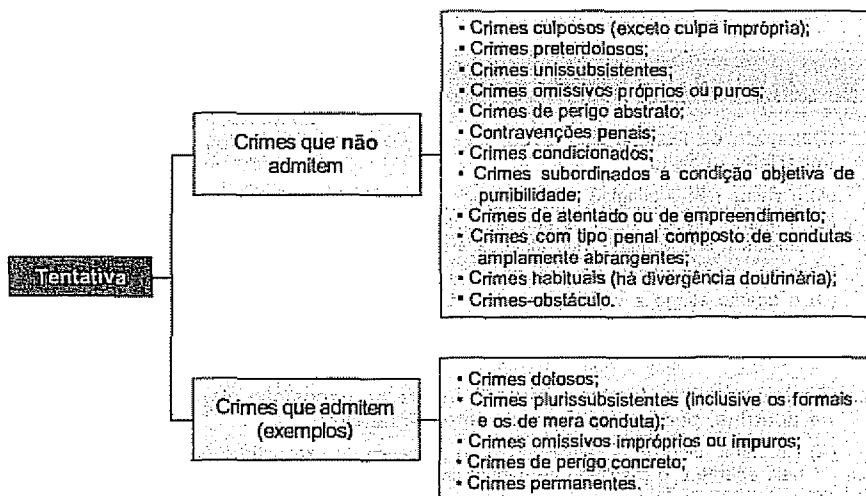 Tentativa
Crimes que não
admitem
▪ Crimes culposos (exceto culpa imprópria);
▪ Crimes preterdolosos;
▪ Crimes unissubsistentes;
▪ Crimes omissivos próprios ou puros;
▪ Crimes de perigo abstrato;
▪ Contravenções penais;
▪ Crimes condicionados;
▪ Crimes subordinados a condição objetiva de
punibilidade;
▪ Crimes de atentado ou de empreendimento;
▪ Crimes com tipo penal composto de condutas
amplamente abrangentes;
▪ Crimes habituais (há divergência doutrinária);
▪ Crimes-obstáculo.
Crimes que admitem
(exemplos)
▪ Crimes dolosos;
▪ Crimes plurissubsistentes (inclusive os formais
e os de mera conduta);
▪ Crimes omissivos impróprios ou impuros;
▪ Crimes de perigo concreto;
▪ Crimes permanentes.